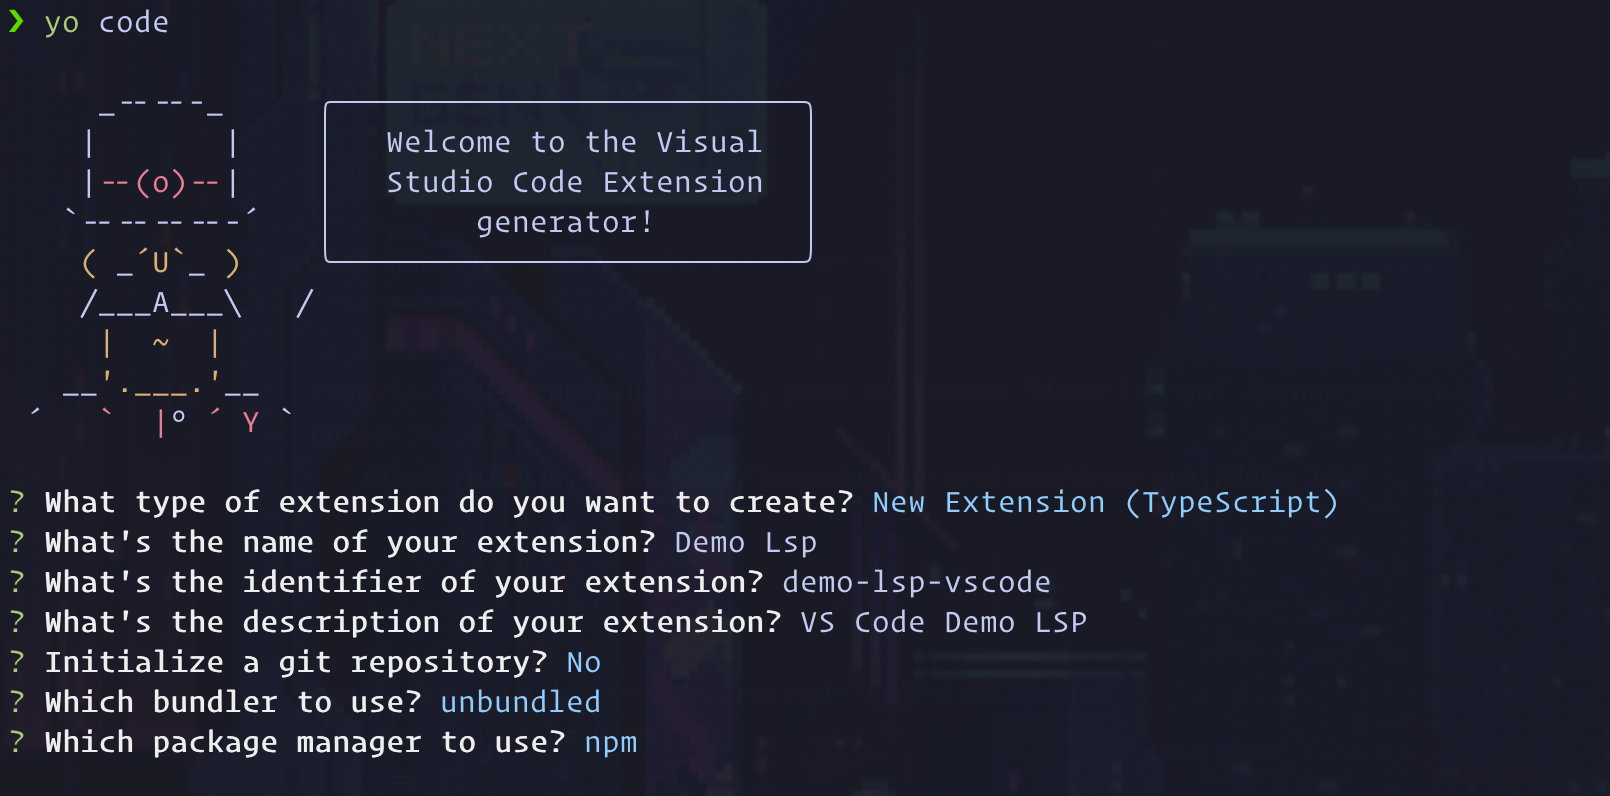 ❯ yo code
     _-----_
    |       |
    |--(o)--|
   `---------´
    ( _´U`_ )
    /___A___\   /
     |  ~  |
   __'.___.'__
 ´   `  |° ´ Y `
Welcome to the Visual
Studio Code Extension
generator!
? What type of extension do you want to create? New Extension (TypeScript)
? What's the name of your extension? Demo Lsp
? What's the identifier of your extension? demo-lsp-vscode
? What's the description of your extension? VS Code Demo LSP
? Initialize a git repository? No
? Which bundler to use? unbundled
? Which package manager to use? npm